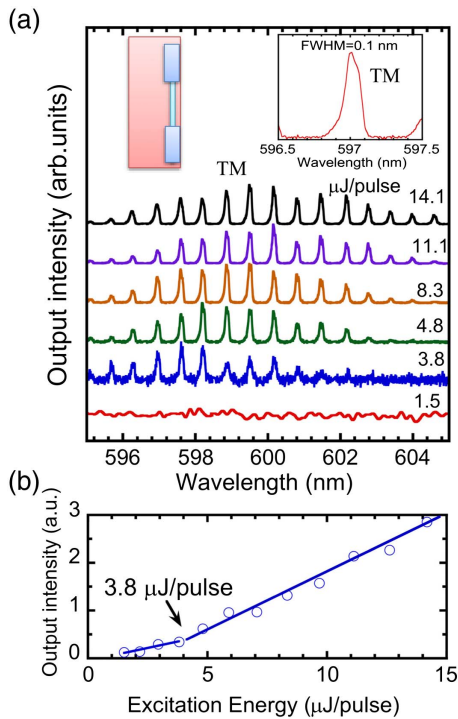 (a)
FWHM=0.1 nm
TM
596.5 597 597.5
Wavelength (nm)
TM
μJ/pulse
14.1
11.1
8.3
4.8
3.8
1.5
Output intensity (arb.units)
596 598 600 602 604
Wavelength (nm)
(b)
3
2
1
0
Output intensity (a.u.)
3.8 μJ/pulse
0 5 10 15
Excitation Energy (μJ/pulse)